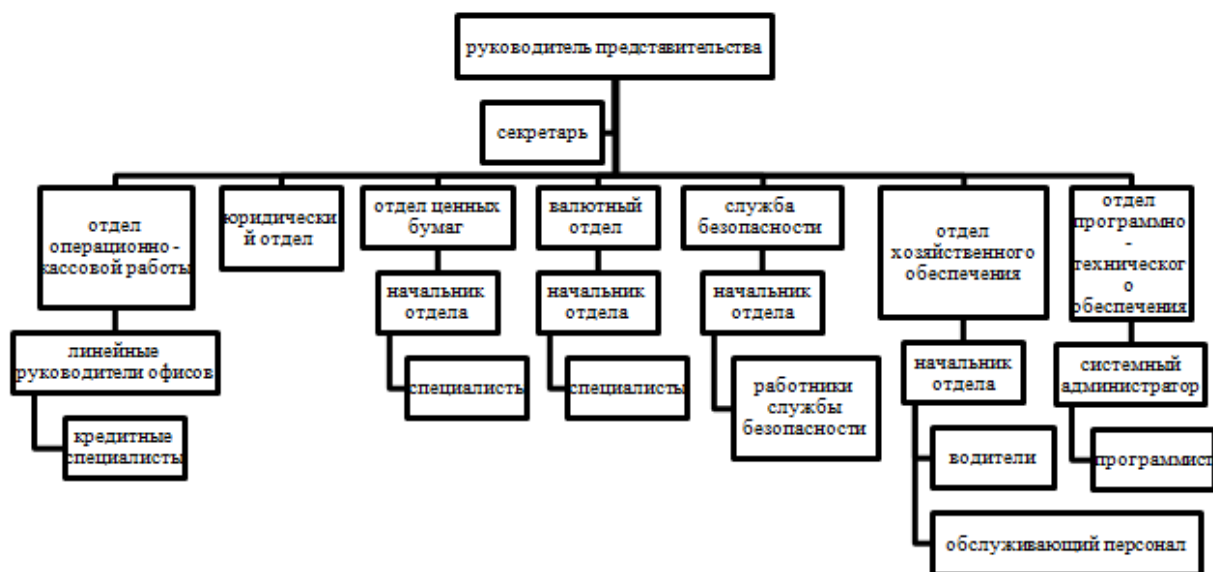 руководитель представительства
секретарь
отдел
операционно -
кассовой работы
юридически
й отдел
отдел ценных
бумаг
валютный
отдел
служба
безопасности
отдел
хозяйственного
обеспечения
отдел
программно
-
техническог
о
обеспечения
линейные
руководители офисов
начальник
отдела
начальник
отдела
начальник
отдела
начальник
отдела
системный
администратор
кредитные
специалисты
специалисты
специалисты
работники
службы
безопасности
водители
программист
обслуживающий персонал